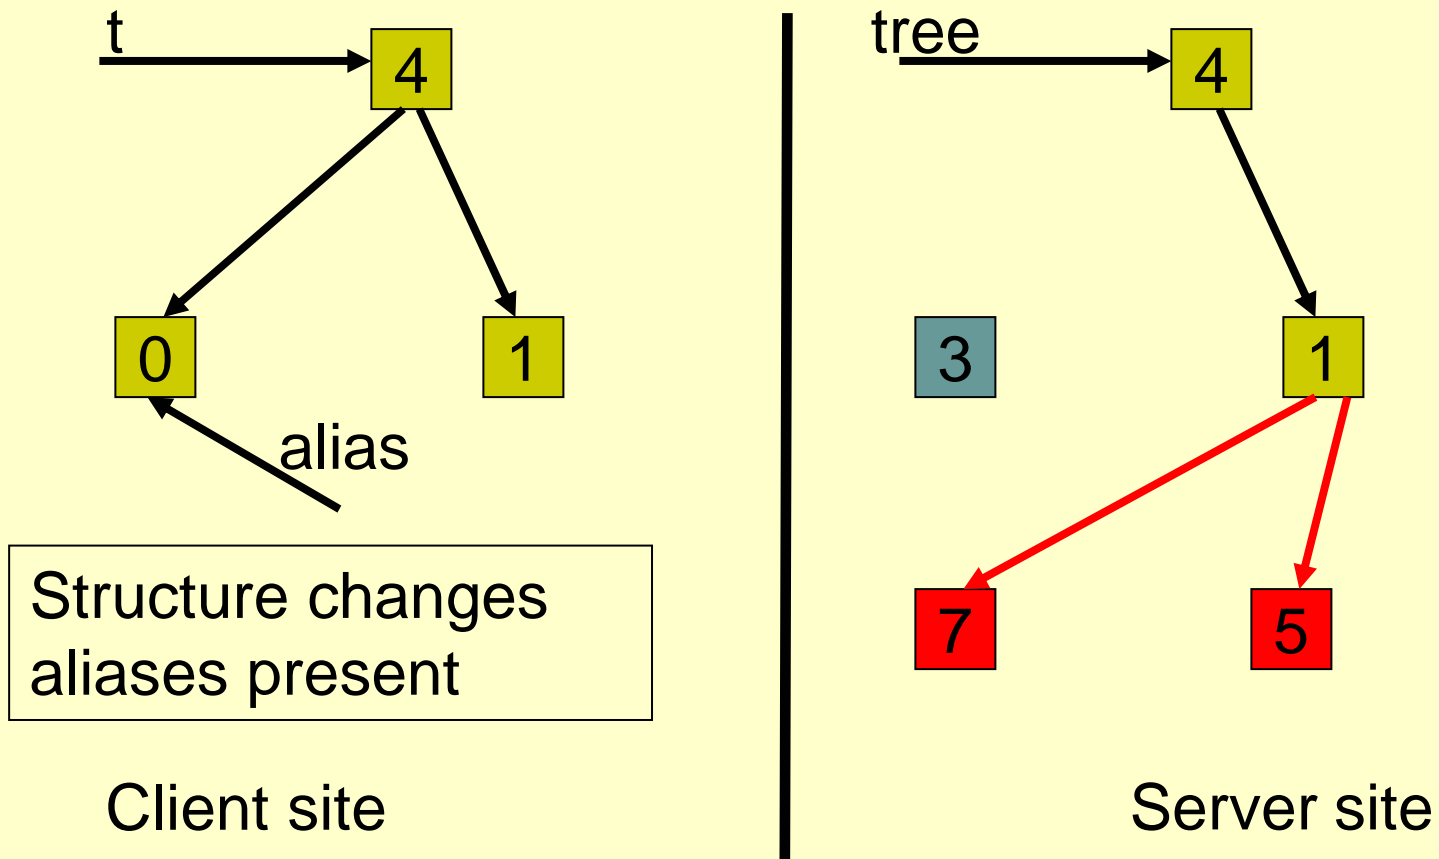 t
4
0
1
alias
Structure changes
aliases present
Client site
tree
4
3
1
7
5
Server site